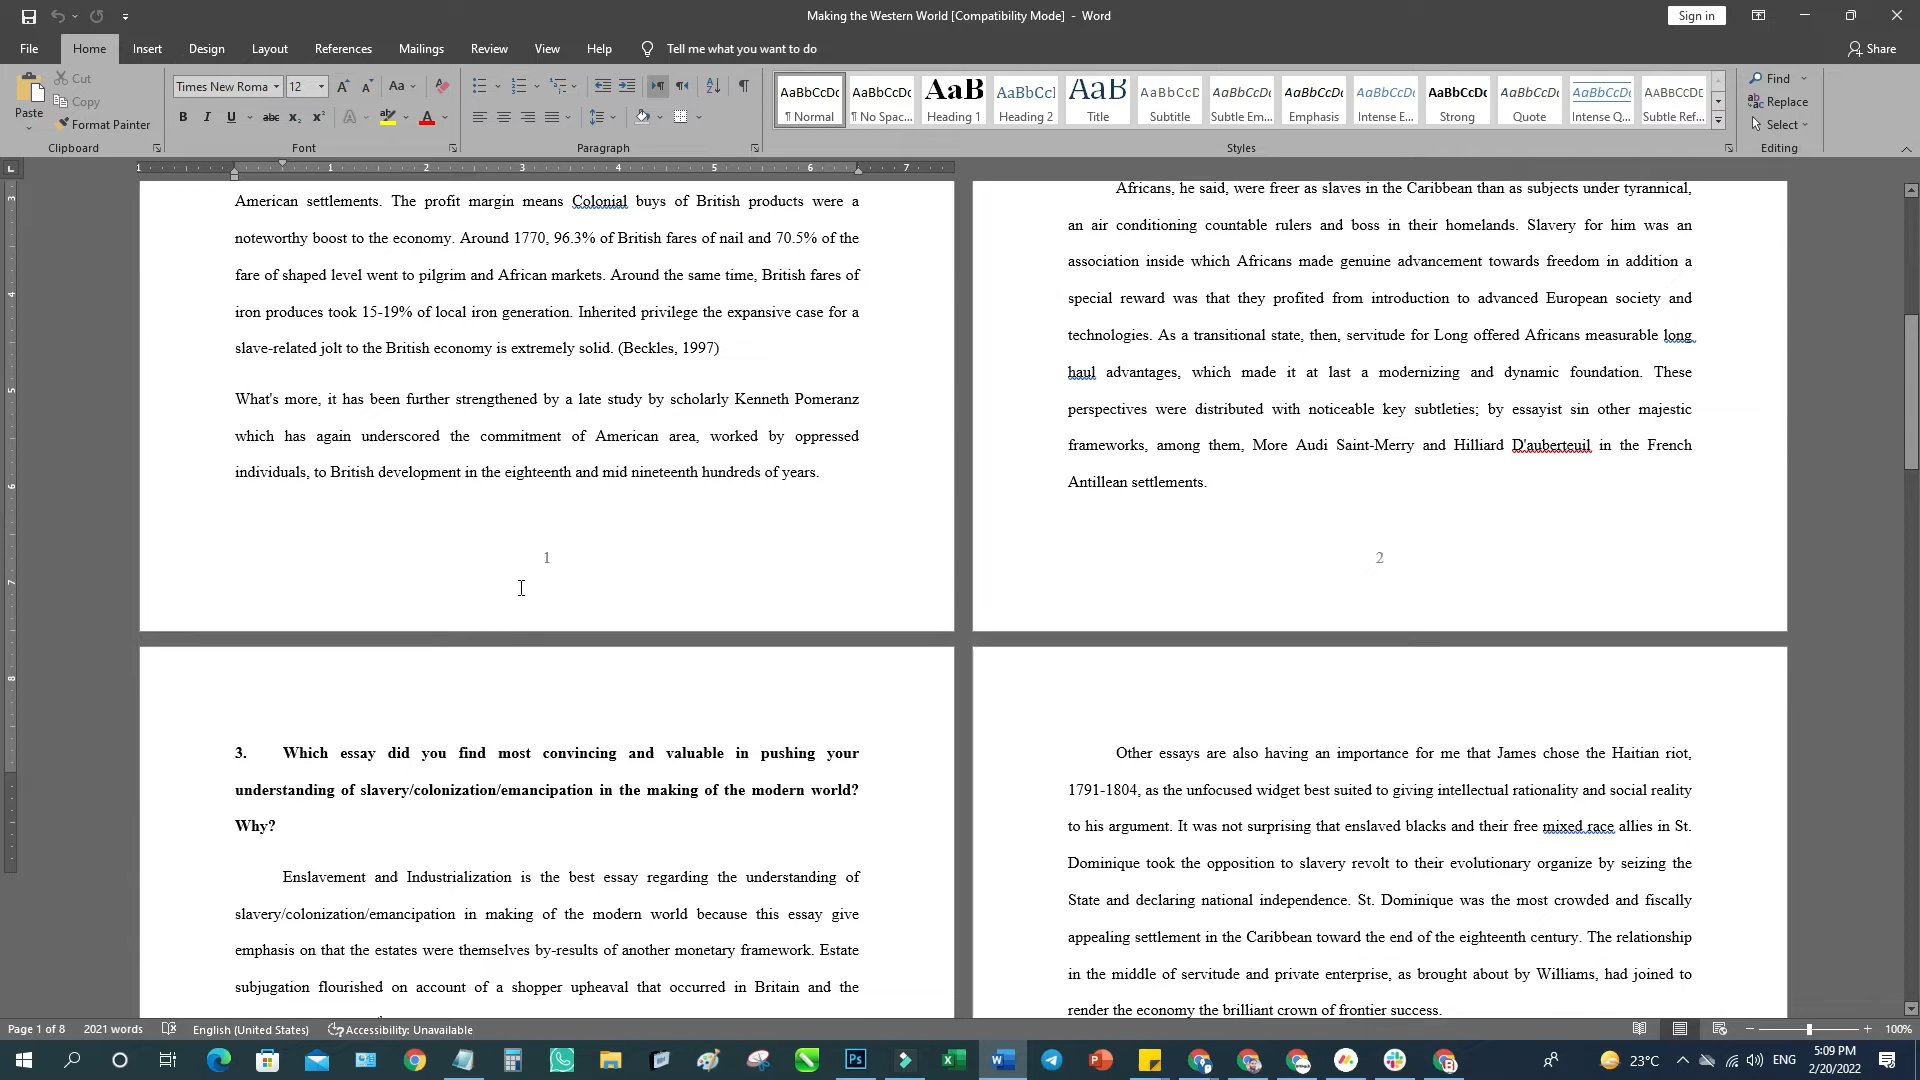 Making the Western World [Compatibility Mode] - Word
Sign in
File Home Insert Design Layout References Mailings Review View Help Tell me what you want to do
Share
Paste
Cut
Copy
Format Painter
Clipboard
Times New Roma 12
Font
Paragraph
AaBbCcDc AaBbCcDc AaB AaBbCcI AaB AaBbCcD AaBbCcDc AaBbCcDc AaBbCcDc AaBbCcDc AaBbCcDc AaBbCcDc AABBCCDE
¶ Normal ¶ No Spac... Heading 1 Heading 2 Title Subtitle Subtle Em... Emphasis Intense E... Strong Quote Intense Q... Subtle Ref...
Styles
Find
Replace
Select
Editing
1 1 2 3 4 5 6 7
3
4
5
6
7
8
American settlements. The profit margin means Colonial buys of British products were a
noteworthy boost to the economy. Around 1770, 96.3% of British fares of nail and 70.5% of the
fare of shaped level went to pilgrim and African markets. Around the same time, British fares of
iron produces took 15-19% of local iron generation. Inherited privilege the expansive case for a
slave-related jolt to the British economy is extremely solid. (Beckles, 1997)
What's more, it has been further strengthened by a late study by scholarly Kenneth Pomeranz
which has again underscored the commitment of American area, worked by oppressed
individuals, to British development in the eighteenth and mid nineteenth hundreds of years.
1
Africans, he said, were freer as slaves in the Caribbean than as subjects under tyrannical,
an air conditioning countable rulers and boss in their homelands. Slavery for him was an
association inside which Africans made genuine advancement towards freedom in addition a
special reward was that they profited from introduction to advanced European society and
technologies. As a transitional state, then, servitude for Long offered Africans measurable long
haul advantages, which made it at last a modernizing and dynamic foundation. These
perspectives were distributed with noticeable key subtleties; by essayist sin other majestic
frameworks, among them, More Audi Saint-Merry and Hilliard D'auberteuil in the French
Antillean settlements.
2
3. Which essay did you find most convincing and valuable in pushing your
understanding of slavery/colonization/emancipation in the making of the modern world?
Why?
Enslavement and Industrialization is the best essay regarding the understanding of
slavery/colonization/emancipation in making of the modern world because this essay give
emphasis on that the estates were themselves by-results of another monetary framework. Estate
subjugation flourished on account of a shopper upheaval that occurred in Britain and the
Other essays are also having an importance for me that James chose the Haitian riot,
1791-1804, as the unfocused widget best suited to giving intellectual rationality and social reality
to his argument. It was not surprising that enslaved blacks and their free mixed race allies in St.
Dominique took the opposition to slavery revolt to their evolutionary organize by seizing the
State and declaring national independence. St. Dominique was the most crowded and fiscally
appealing settlement in the Caribbean toward the end of the eighteenth century. The relationship
in the middle of servitude and private enterprise, as brought about by Williams, had joined to
render the economy the brilliant crown of frontier success.
Page 1 of 8 2021 words English (United States) Accessibility: Unavailable
100%
23°C
ENG
5:09 PM
2/20/2022